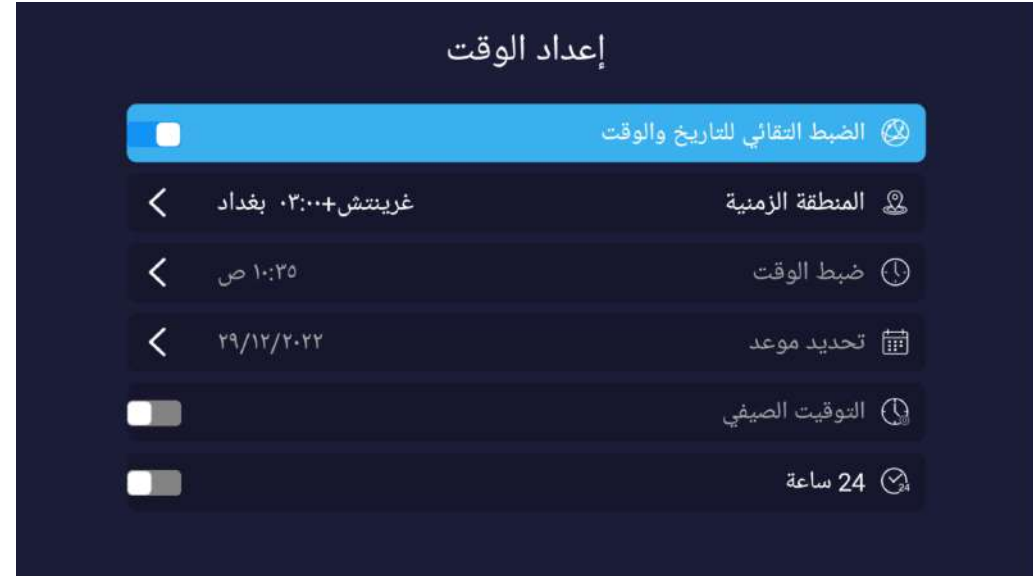 إعداد الوقت
الضبط التقائي للتاريخ والوقت
المنطقة الزمنية غرينتش+٠٣:٠٠ بغداد
ضبط الوقت ١٠:٣٥ ص
تحديد موعد ٢٩/١٢/٢٠٢٢
التوقيت الصيفي
24 ساعة